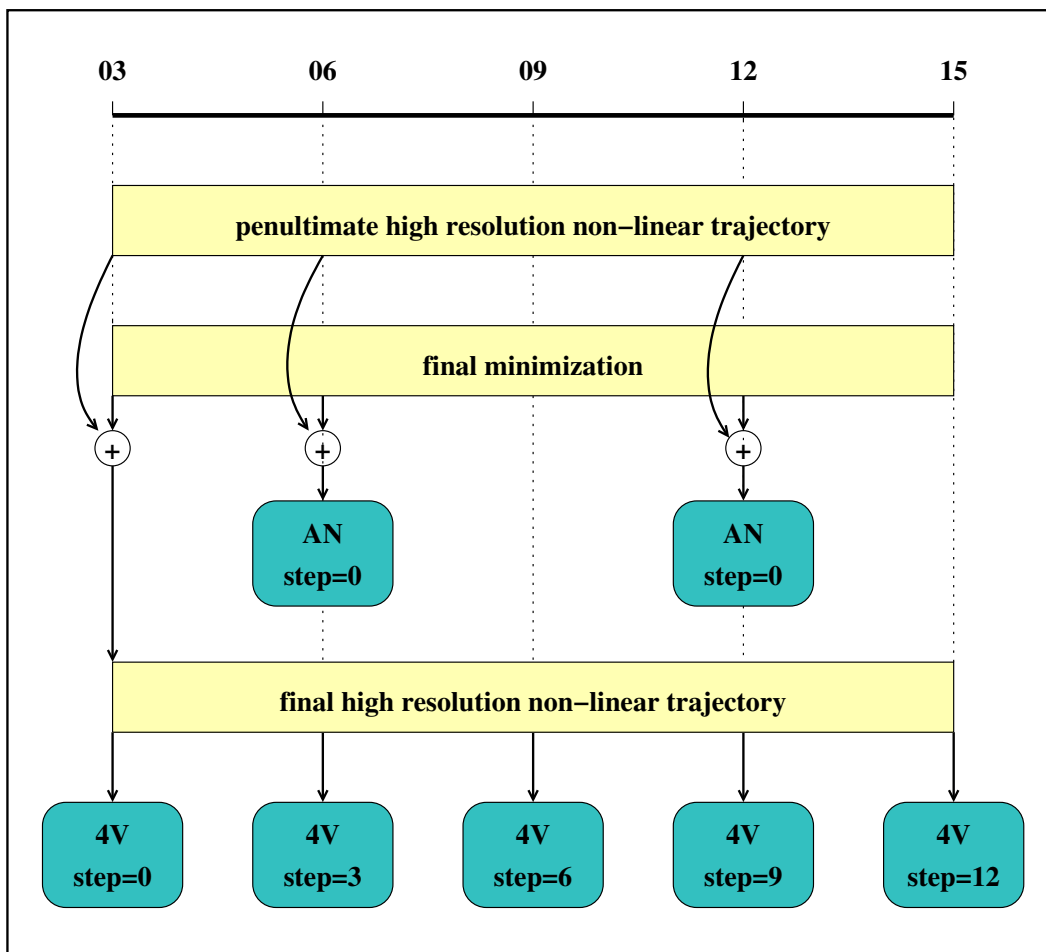 03 06 09 12 15
penultimate high resolution non−linear trajectory
final minimization
+ + +
AN AN
step=0 step=0
final high resolution non−linear trajectory
4V 4V 4V 4V 4V
step=0 step=3 step=6 step=9 step=12